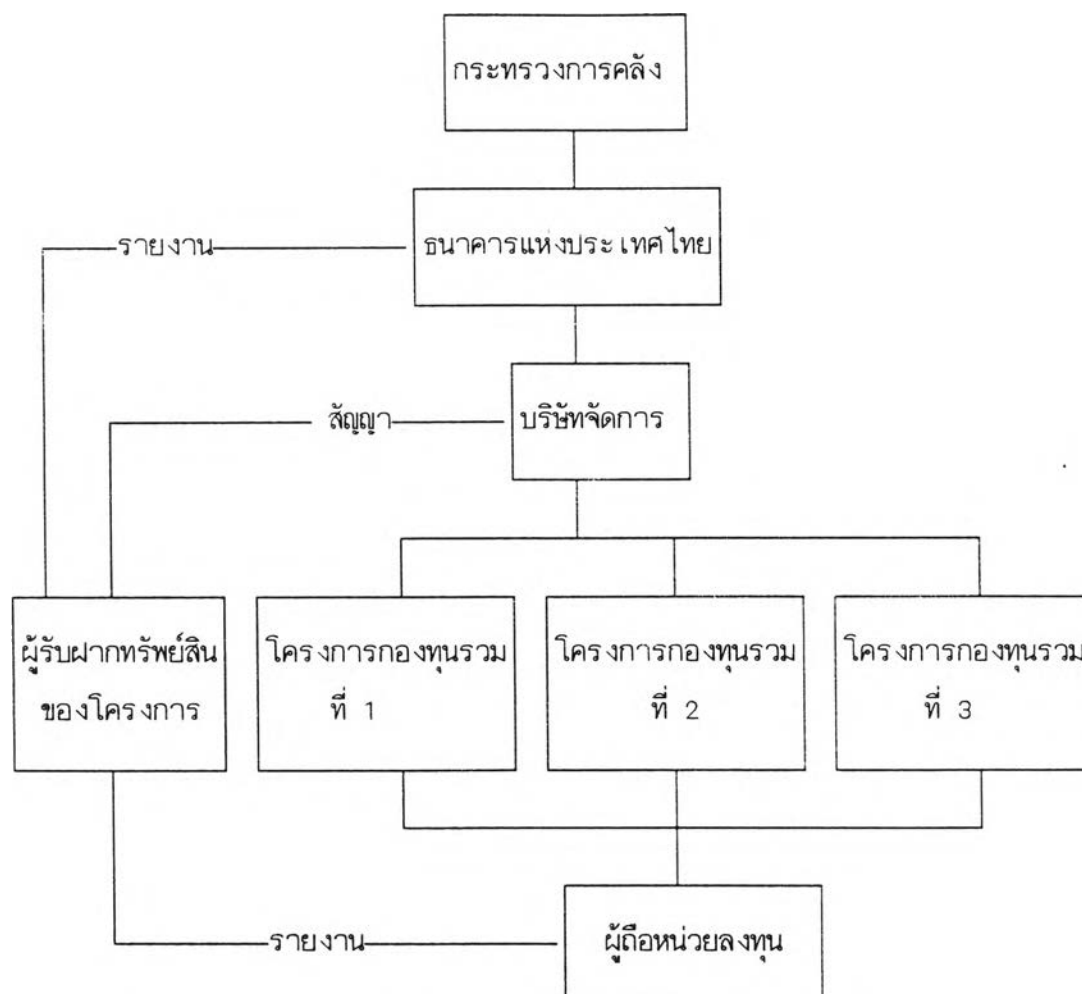 กระทรวงการคลัง
รายงาน
ธนาคารแห่งประเทศไทย
สัญญา
บริษัทจัดการ
ผู้รับฝากทรัพย์สิน
ของโครงการ
โครงการกองทุนรวม
ที่ 1
โครงการกองทุนรวม
ที่ 2
โครงการกองทุนรวม
ที่ 3
รายงาน
ผู้ถือหน่วยลงทุน